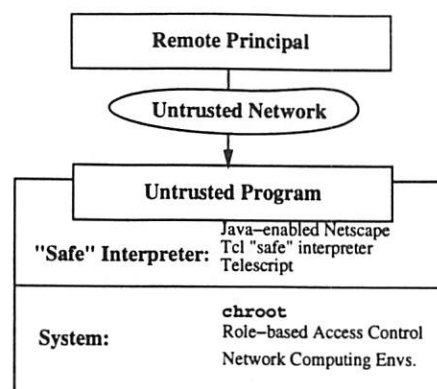 Remote Principal
Untrusted Network
Untrusted Program
Java–enabled Netscape
"Safe" Interpreter: Tcl "safe" interpreter
Telescript
chroot
System: Role–based Access Control
Network Computing Envs.